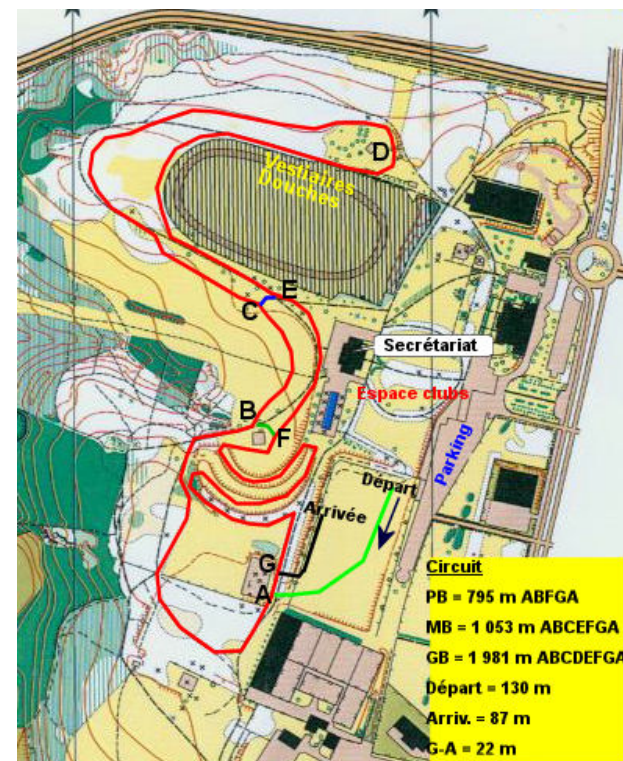 D
Vestiaires
Douches
E
C
Secrétariat
Espace clubs
B
F
Parking
Départ
Arrivée
G
A
Circuit
PB = 795 m ABFGA
MB = 1 053 m ABCEFGA
GB = 1 981 m ABCDEFGA
Départ = 130 m
Arriv. = 87 m
G-A = 22 m